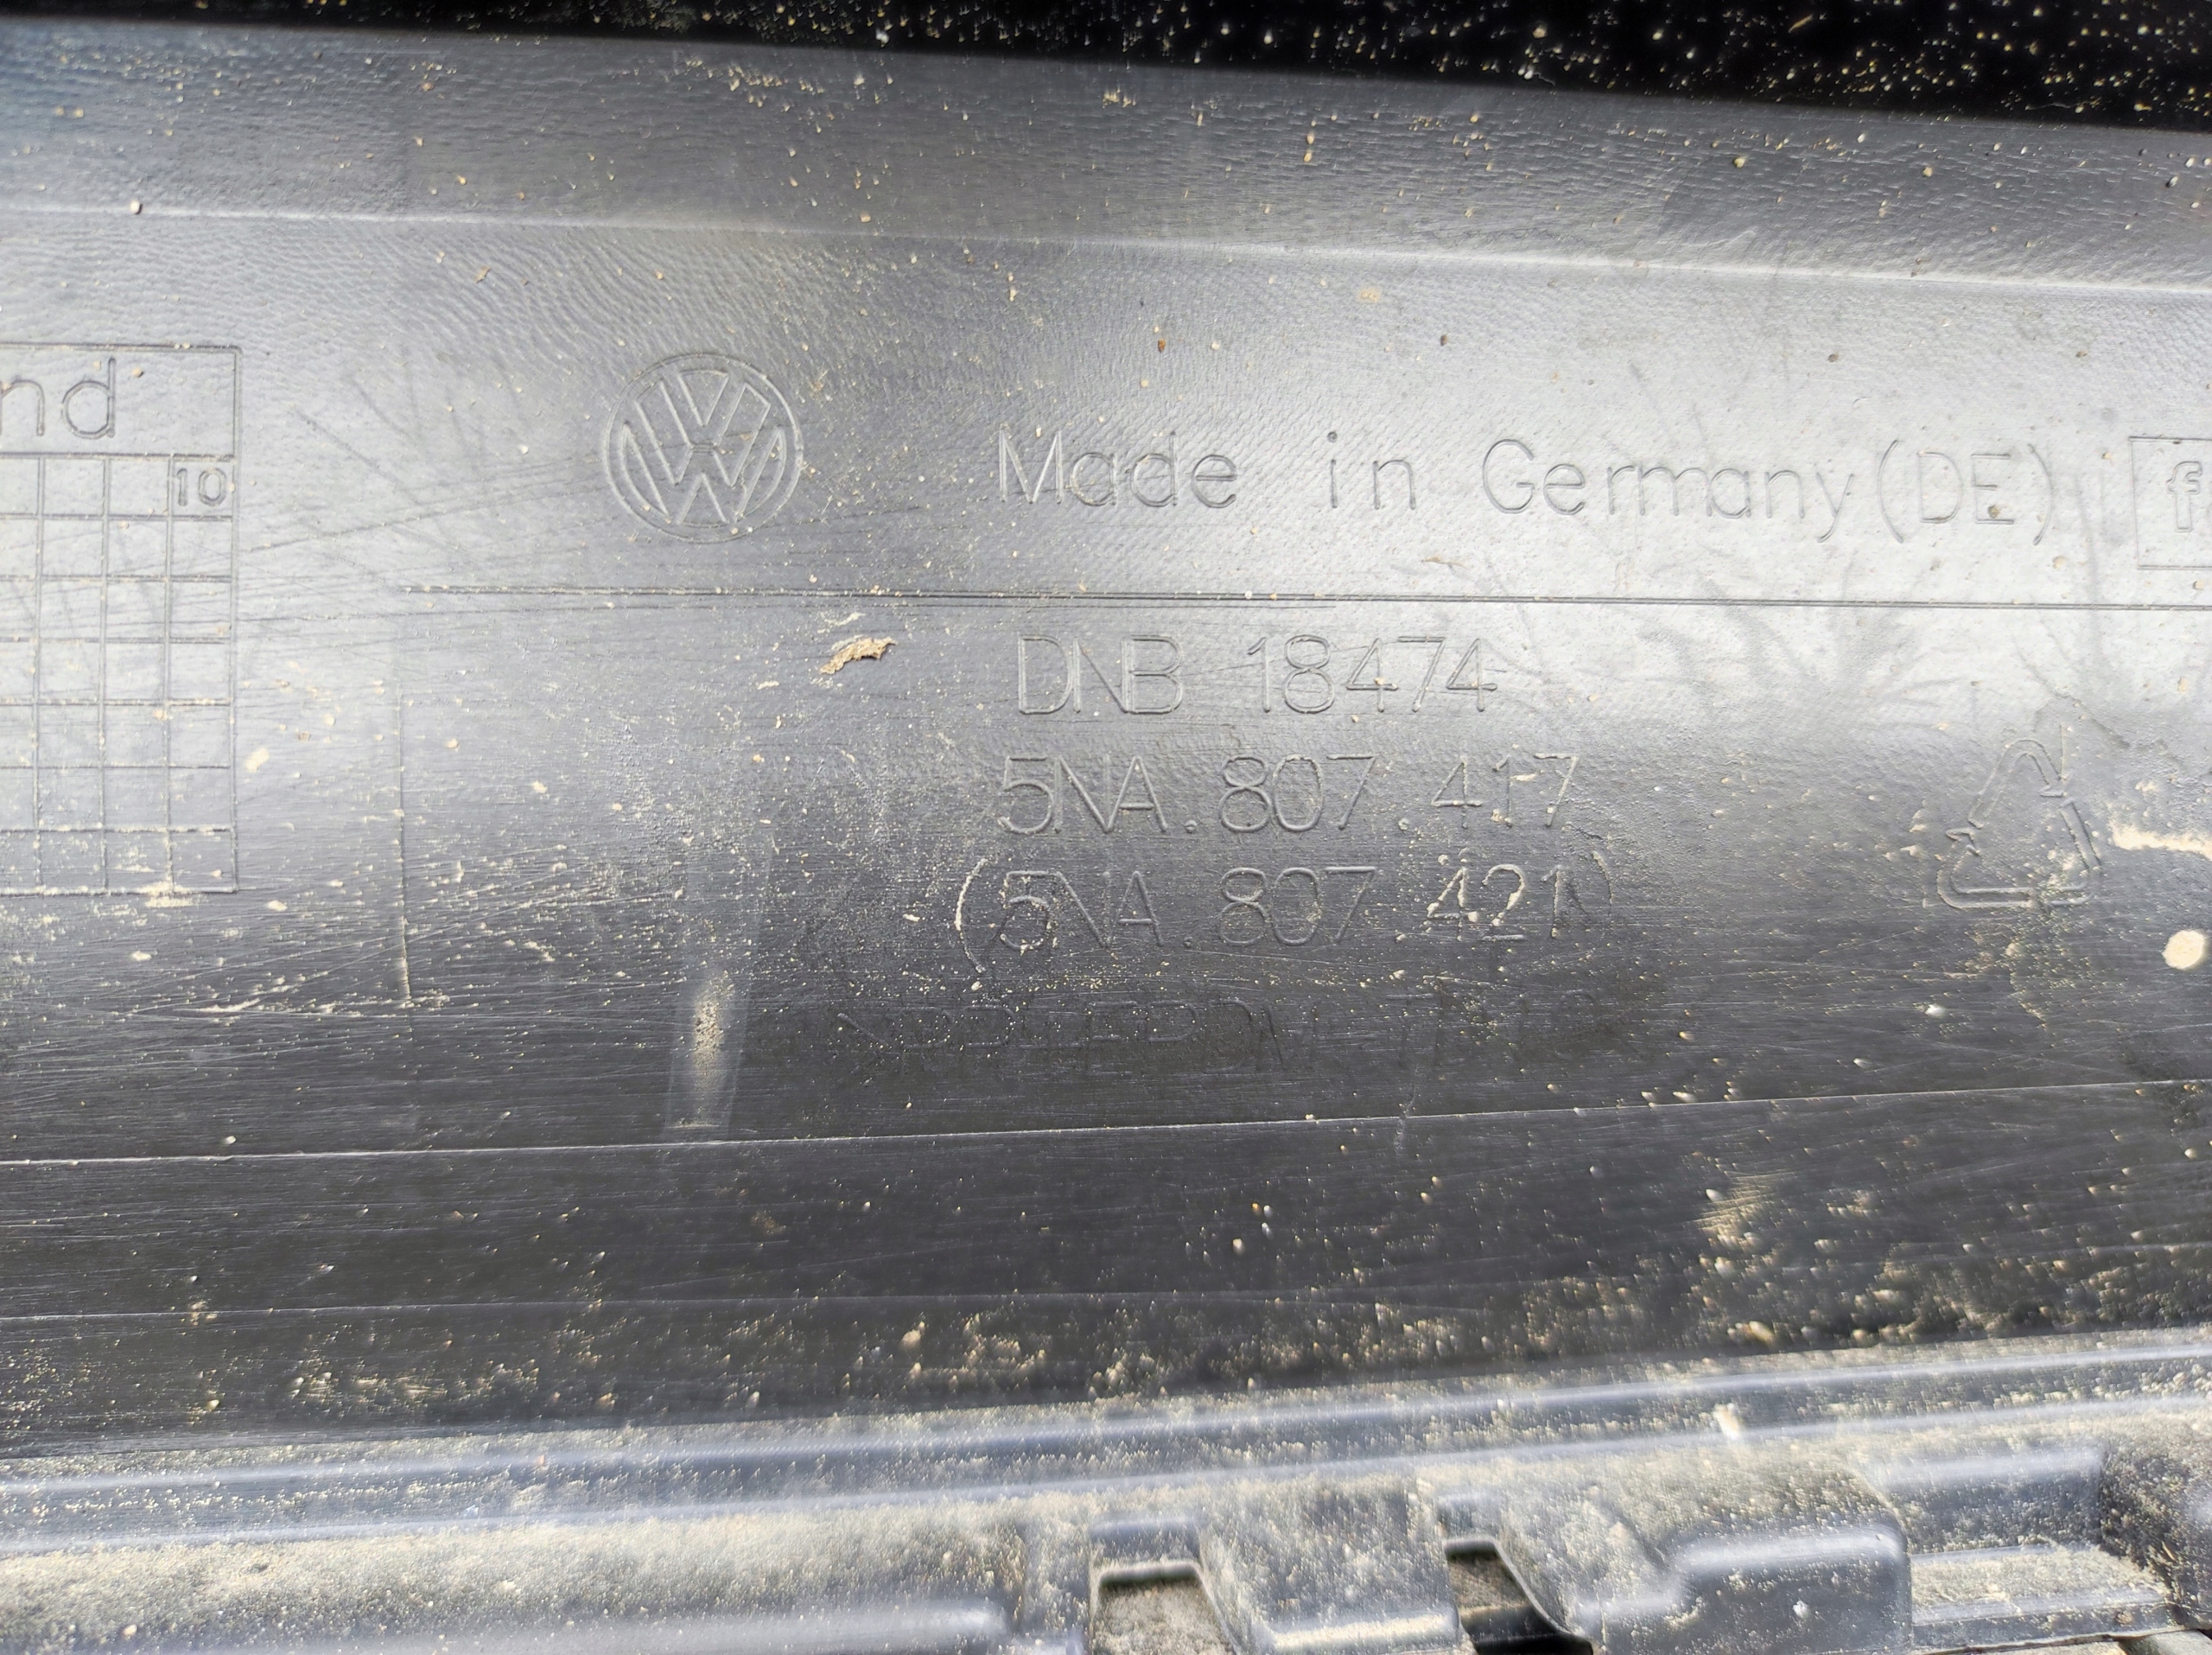 nd
10
Made in Germany (DE)
f
DNB 18474
5NA.807.417
(5NA.807.421)